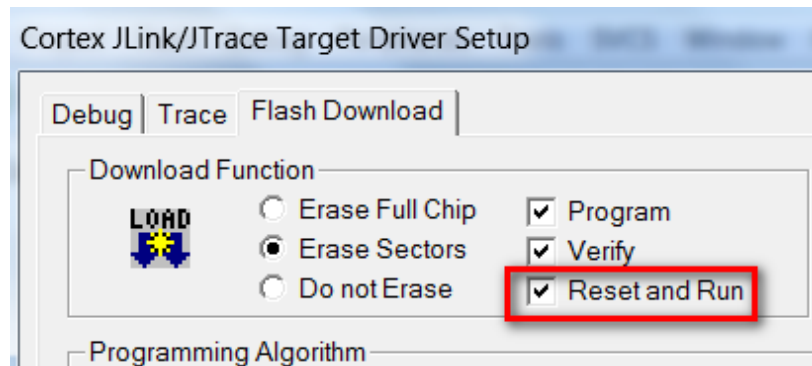 Cortex JLink/JTrace Target Driver Setup
Debug Trace Flash Download
Download Function
LOAD
Erase Full Chip Program
Erase Sectors Verify
Do not Erase Reset and Run
Programming Algorithm